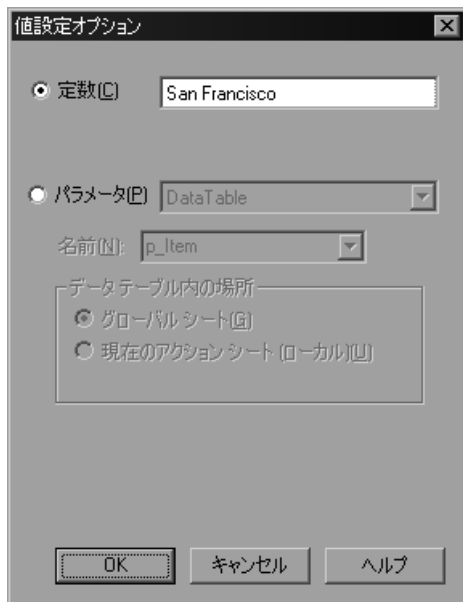 値設定オプション
定数(C) San Francisco
パラメータ(P) DataTable
名前(N): p_Item
データ テーブル内の場所
グローバル シート(G)
現在のアクション シート (ローカル)(U)
OK キャンセル ヘルプ